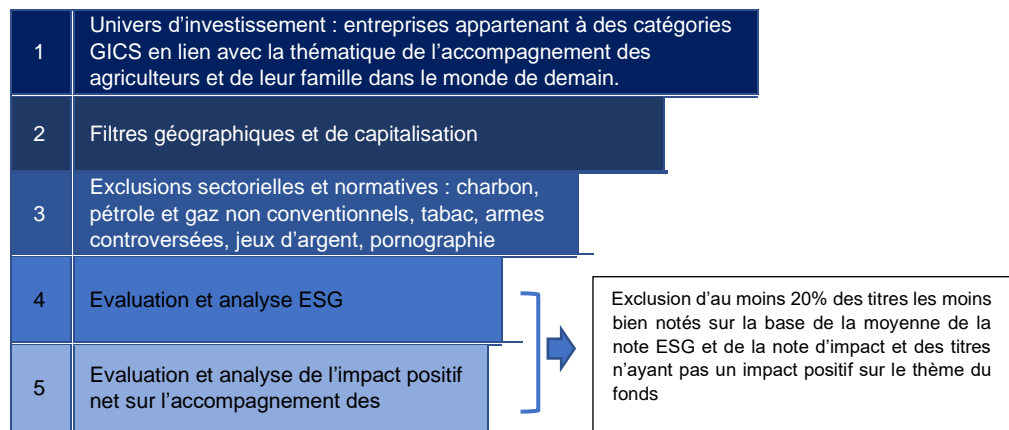 1
Univers d’investissement : entreprises appartenant à des catégories
GICS en lien avec la thématique de l’accompagnement des
agriculteurs et de leur famille dans le monde de demain.
2
Filtres géographiques et de capitalisation
3
Exclusions sectorielles et normatives : charbon,
pétrole et gaz non conventionnels, tabac, armes
controversées, jeux d’argent, pornographie
4
Evaluation et analyse ESG
5
Evaluation et analyse de l’impact positif
net sur l’accompagnement des
Exclusion d’au moins 20% des titres les moins
bien notés sur la base de la moyenne de la
note ESG et de la note d’impact et des titres
n’ayant pas un impact positif sur le thème du
fonds